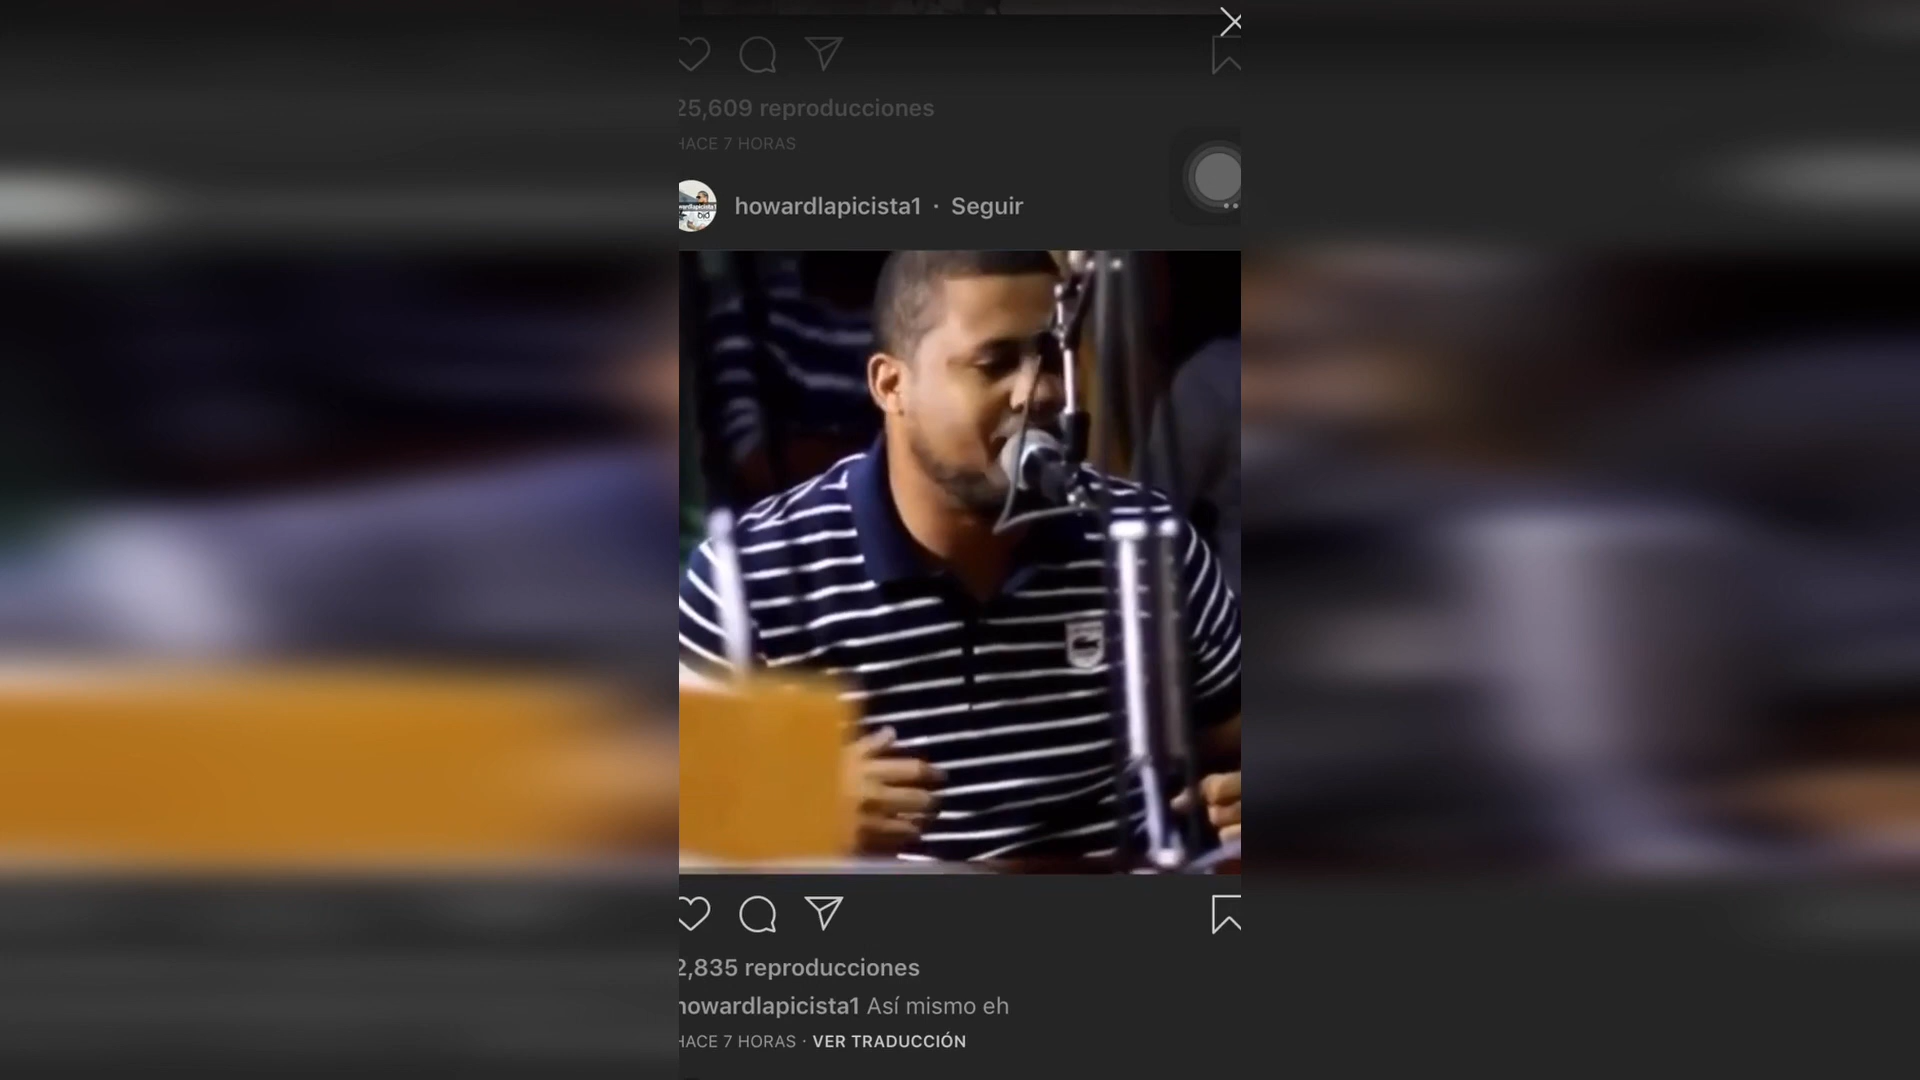 25,609 reproducciones
HACE 7 HORAS
howardlapicista1 · Seguir
2,835 reproducciones
howardlapicista1 Así mismo eh
HACE 7 HORAS · VER TRADUCCIÓN